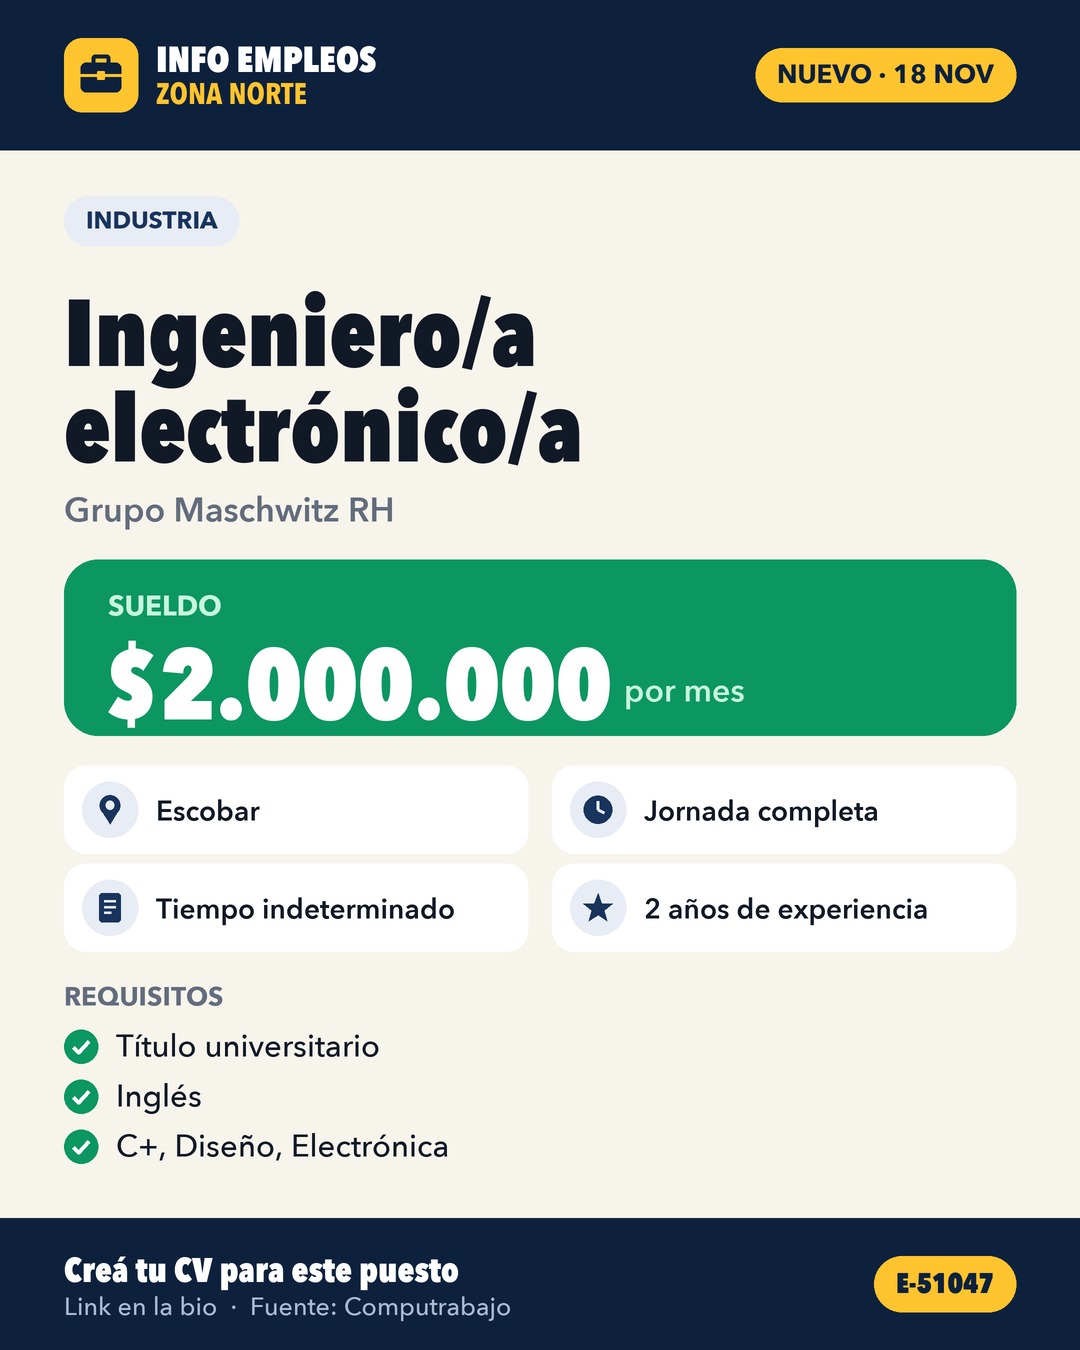 INFO EMPLEOS
ZONA NORTE
NUEVO · 18 NOV
INDUSTRIA
Ingeniero/a
electrónico/a
Grupo Maschwitz RH
SUELDO
$2.000.000 por mes
Escobar
Jornada completa
Tiempo indeterminado
2 años de experiencia
REQUISITOS
Título universitario
Inglés
C+, Diseño, Electrónica
Creá tu CV para este puesto
Link en la bio · Fuente: Computrabajo
E-51047